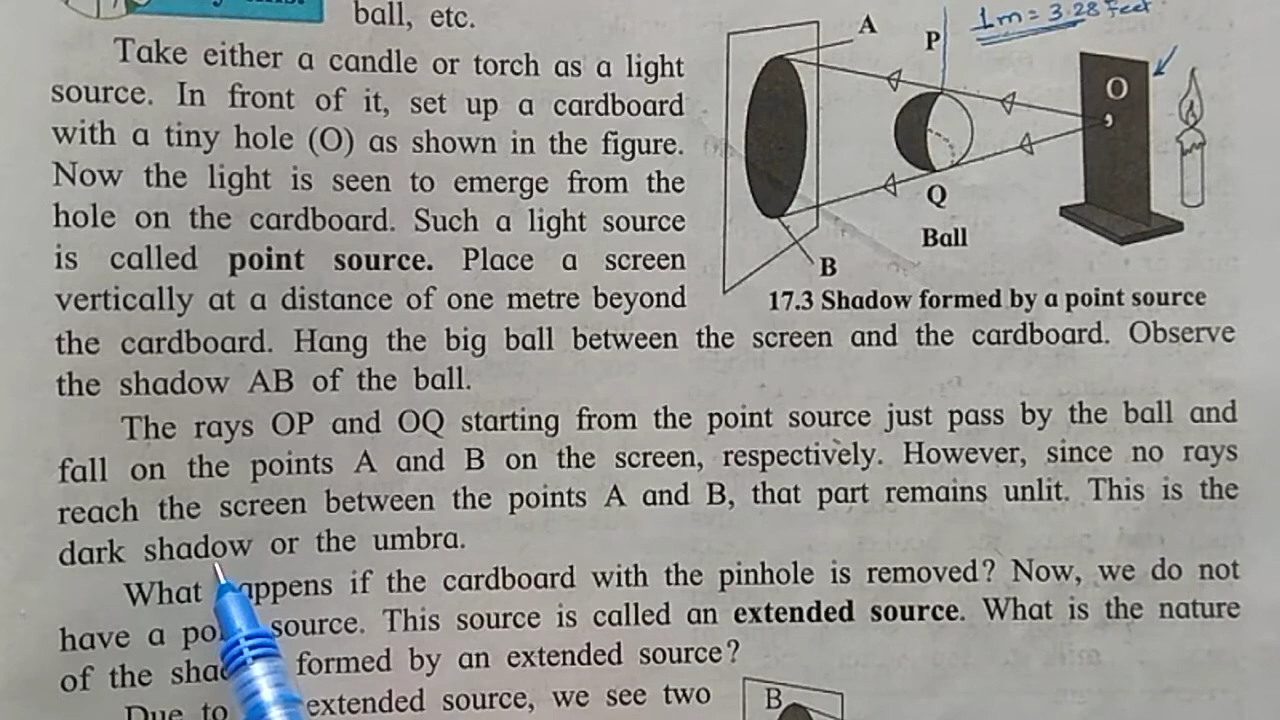 ball, etc.
Take either a candle or torch as a light
source. In front of it, set up a cardboard
with a tiny hole (O) as shown in the figure.
Now the light is seen to emerge from the
hole on the cardboard. Such a light source
is called point source. Place a screen
vertically at a distance of one metre beyond
the cardboard. Hang the big ball between the screen and the cardboard. Observe
the shadow AB of the ball.
1m = 3.28 feet
A
P
O
Q
Ball
B
17.3 Shadow formed by a point source
The rays OP and OQ starting from the point source just pass by the ball and
fall on the points A and B on the screen, respectively. However, since no rays
reach the screen between the points A and B, that part remains unlit. This is the
dark shadow or the umbra.
What appens if the cardboard with the pinhole is removed? Now, we do not
have a po source. This source is called an extended source. What is the nature
of the sha formed by an extended source?
Due to extended source, we see two
B